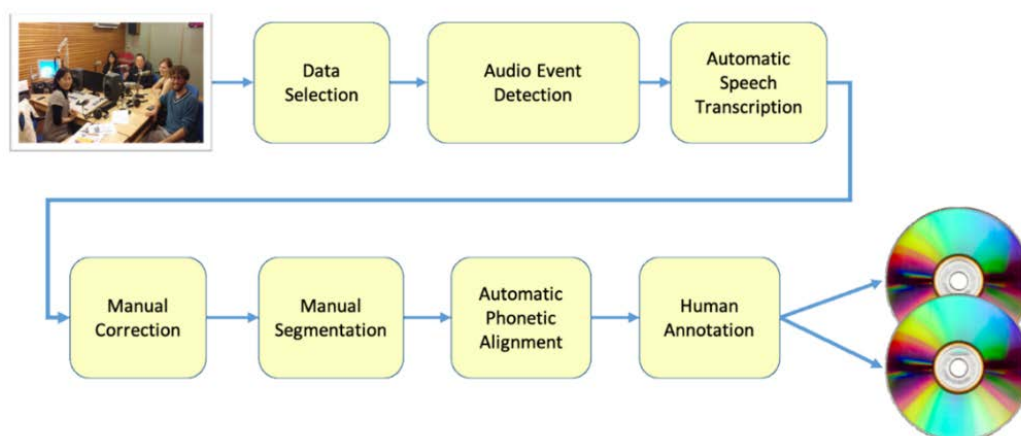 Data
Selection
Audio Event
Detection
Automatic
Speech
Transcription
Manual
Correction
Manual
Segmentation
Automatic
Phonetic
Alignment
Human
Annotation